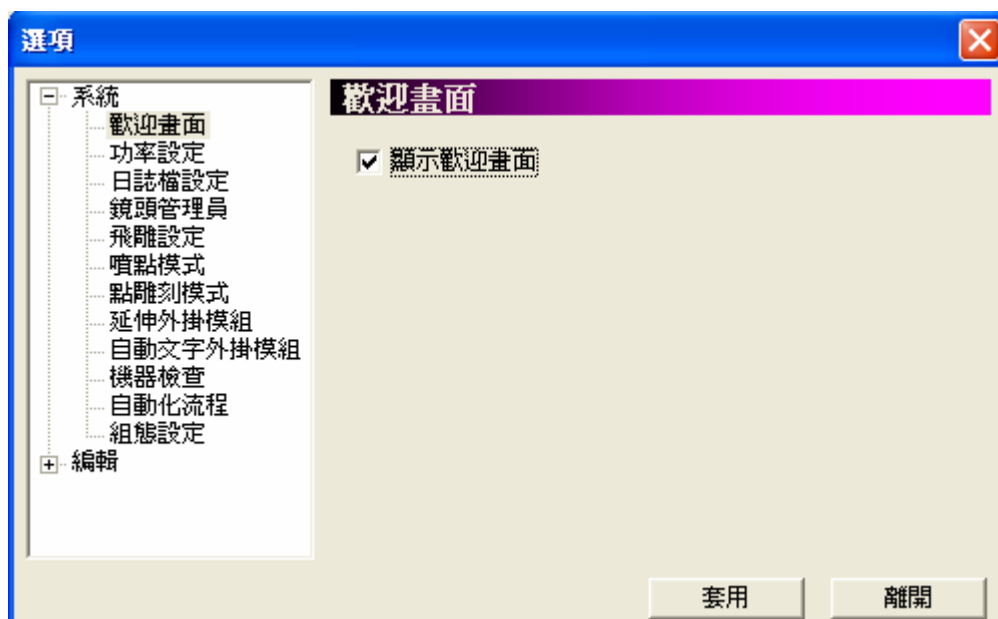 選項
系統
歡迎畫面
功率設定
日誌檔設定
鏡頭管理員
飛雕設定
噴點模式
點雕刻模式
延伸外掛模組
自動文字外掛模組
機器檢查
自動化流程
組態設定
編輯
歡迎畫面
顯示歡迎畫面
套用
離開